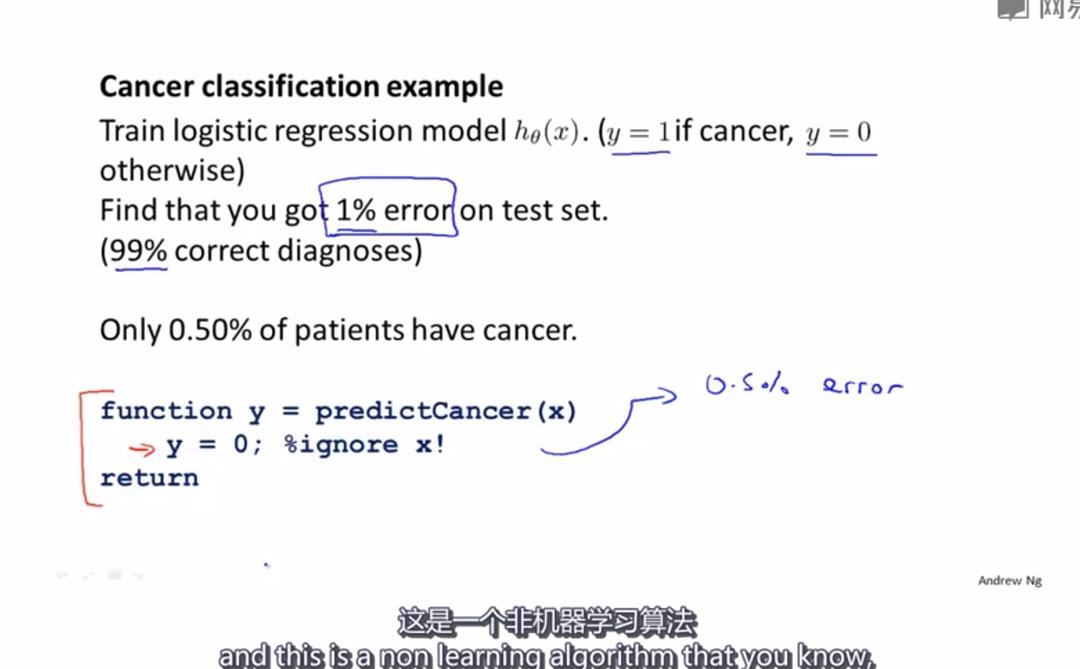 网易
Cancer classification example
Train logistic regression model hθ(x). (y = 1 if cancer, y = 0
otherwise)
Find that you got 1% error on test set.
(99% correct diagnoses)
Only 0.50% of patients have cancer.
0.5% error
function y = predictCancer(x)
y = 0; %ignore x!
return
Andrew Ng
这是一个非机器学习算法
and this is a non learning algorithm that you know,